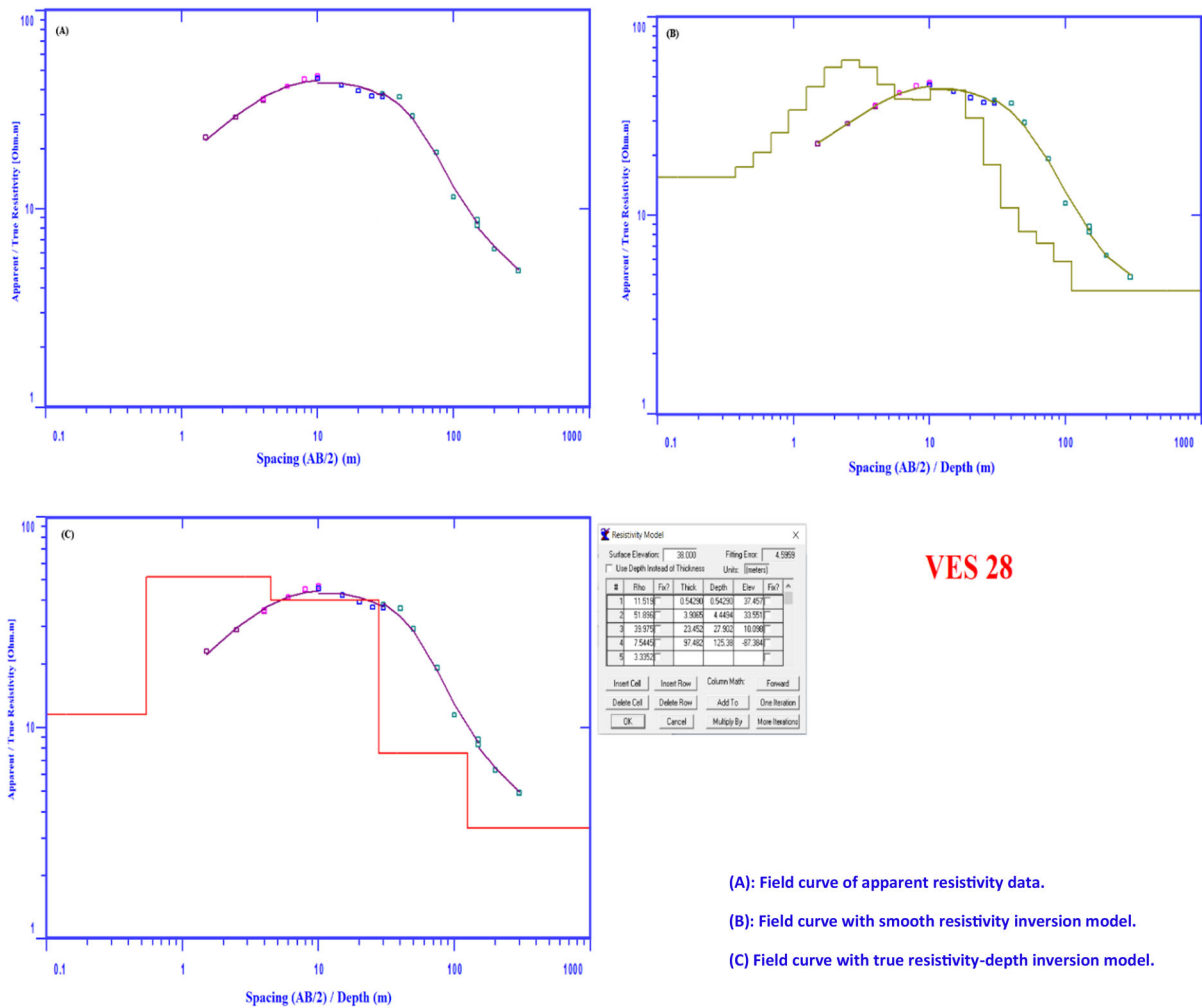 (A)
100
10
1
0.1 1 10 100 1000
Apparent / True Resistivity [Ohm.m]
Spacing (AB/2) (m)
(B)
100
10
1
0.1 1 10 100 1000
Apparent / True Resistivity [Ohm.m]
Spacing (AB/2) / Depth (m)
(C)
100
10
1
0.1 1 10 100 1000
Apparent / True Resistivity [Ohm.m]
Spacing (AB/2) / Depth (m)
Resistivity Model X
Surface Elevation: 38.000 Fitting Error: 4.5959
Use Depth Instead of Thickness Units: (meters)
# Rho Fix? Thick Depth Elev Fix?
1 11.519 0.54290 0.54290 37.457
2 51.896 3.9065 4.4494 33.551
3 39.975 23.452 27.902 10.098
4 7.5445 97.482 125.38 -87.384
5 3.3352
Insert Cell Insert Row Column Math: Forward
Delete Cell Delete Row Add To One Iteration
OK Cancel Multiply By More Iterations
VES 28
(A): Field curve of apparent resistivity data.
(B): Field curve with smooth resistivity inversion model.
(C) Field curve with true resistivity-depth inversion model.